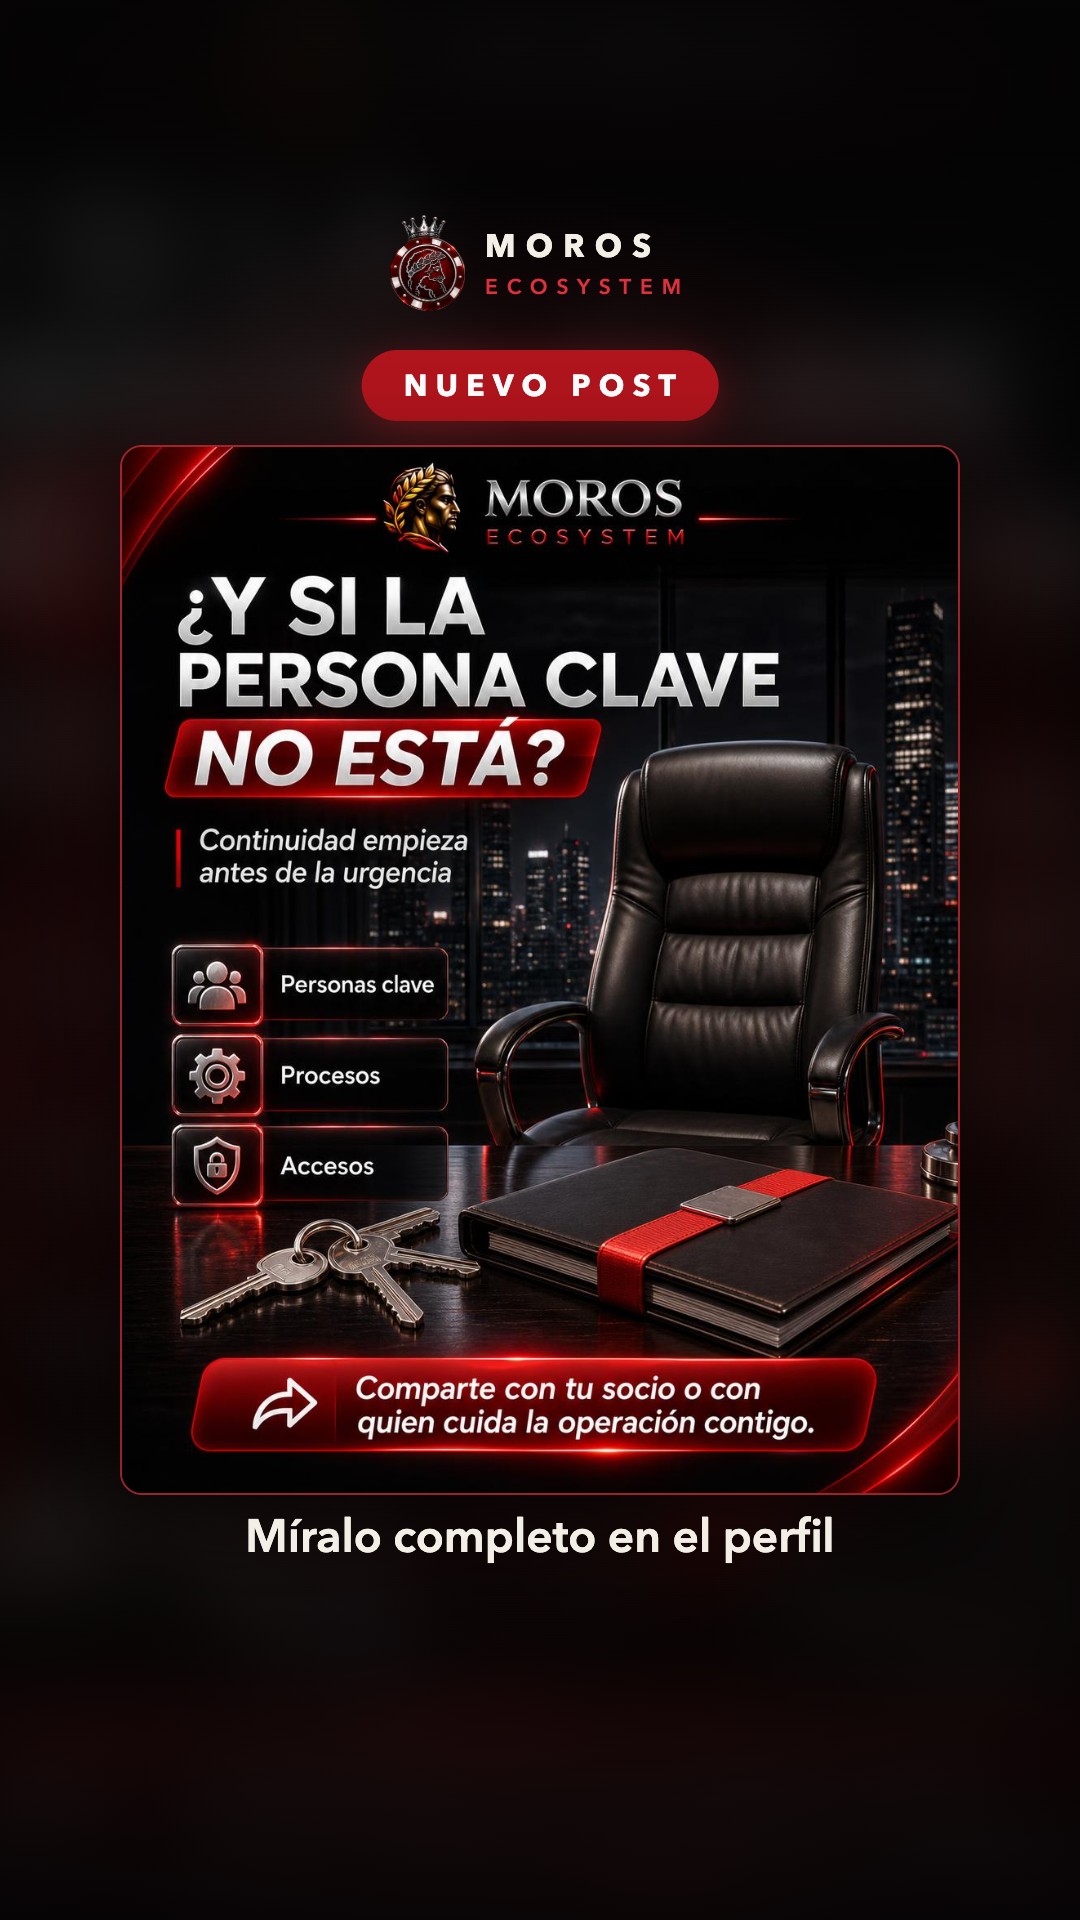 MOROS
ECOSYSTEM
NUEVO POST
MOROS
ECOSYSTEM
¿Y SI LA
PERSONA CLAVE
NO ESTÁ?
Continuidad empieza
antes de la urgencia
Personas clave
Procesos
Accesos
Comparte con tu socio o con
quien cuida la operación contigo.
Míralo completo en el perfil